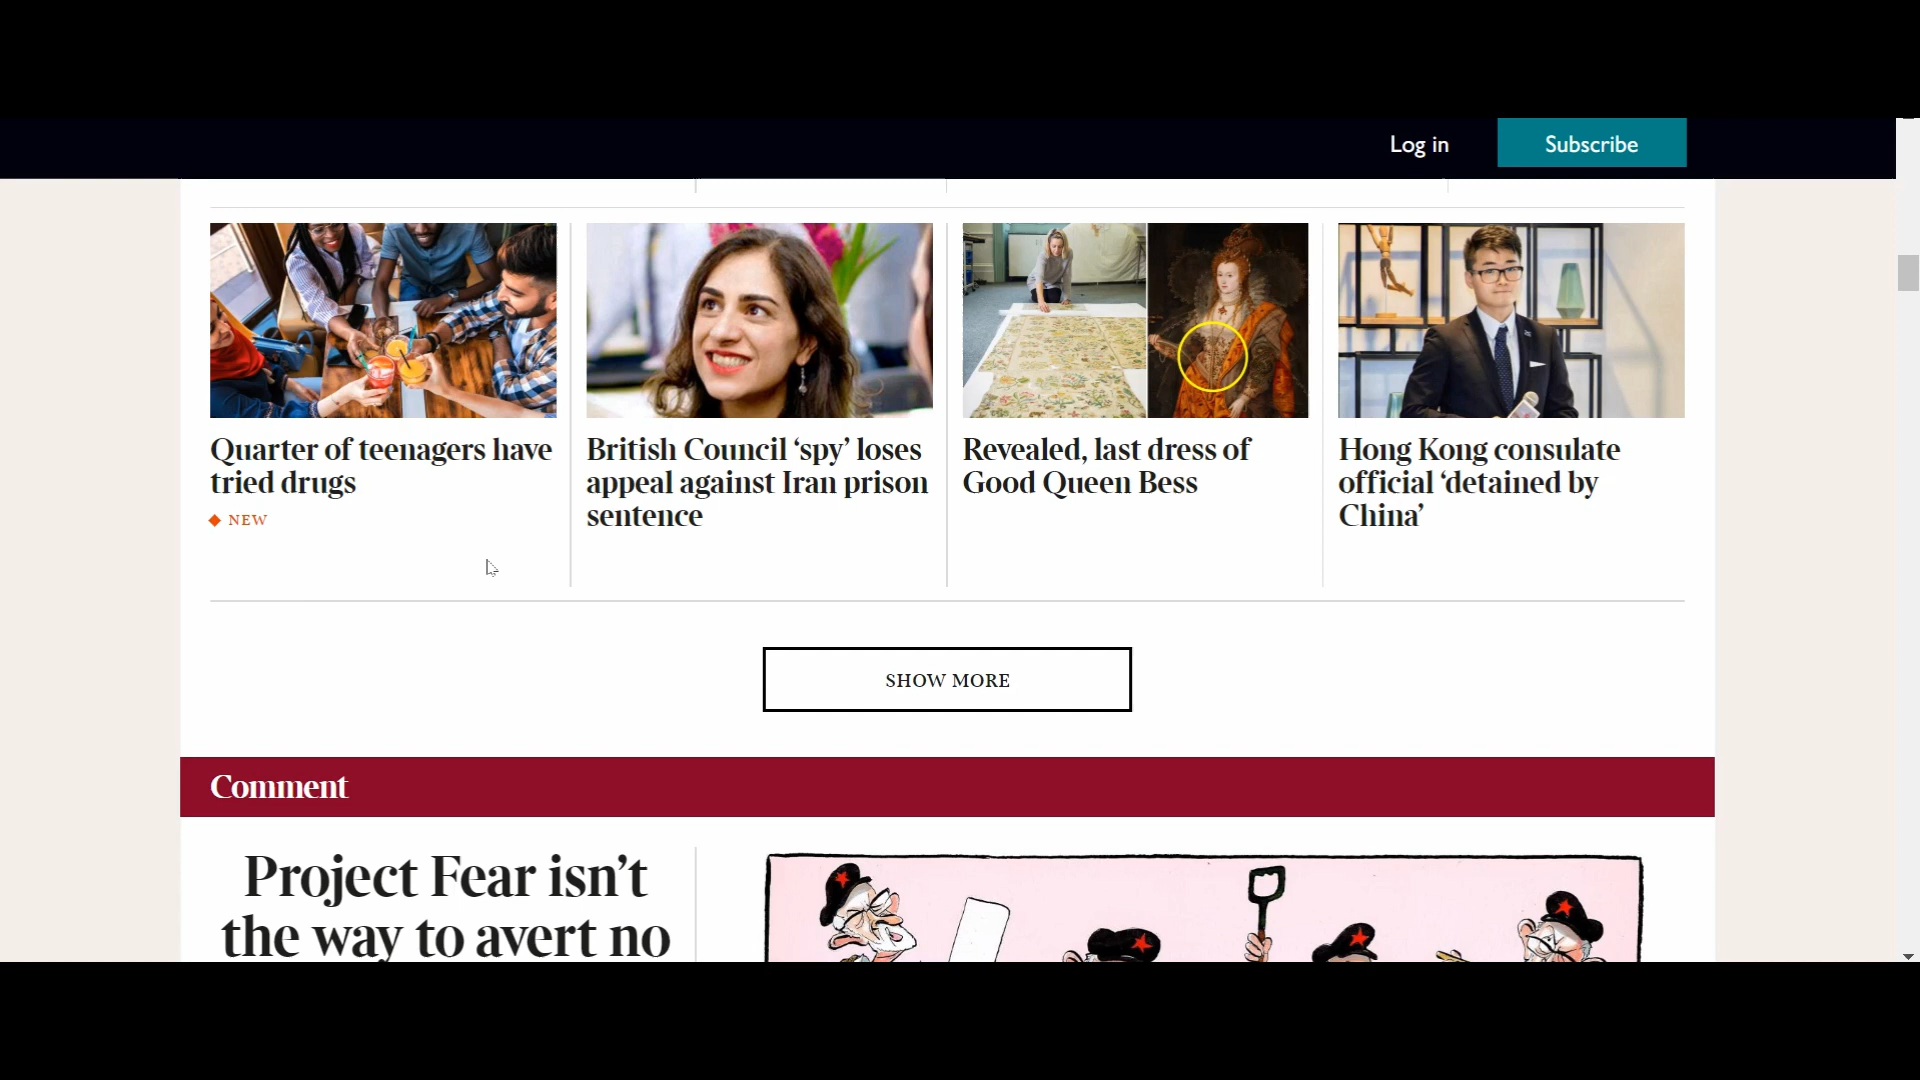 Log in
Subscribe
Quarter of teenagers have
tried drugs
NEW
British Council ‘spy’ loses
appeal against Iran prison
sentence
Revealed, last dress of
Good Queen Bess
Hong Kong consulate
official ‘detained by
China’
SHOW MORE
Comment
Project Fear isn’t
the way to avert no